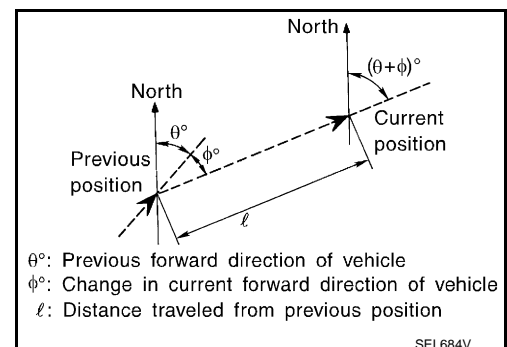 North
(θ+ϕ)°
North
θ°
ϕ°
Current
position
Previous
position
ℓ
θ°: Previous forward direction of vehicle
ϕ°: Change in current forward direction of vehicle
ℓ: Distance traveled from previous position
SEL684V